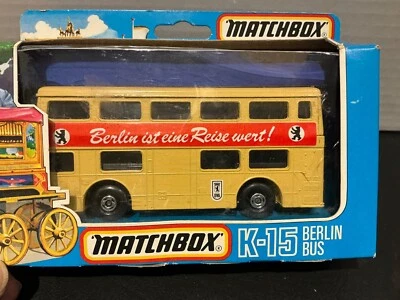 MATCHBOX
Berlin ist eine Reise wert!
MATCHBOX
K-15 BERLIN
BUS